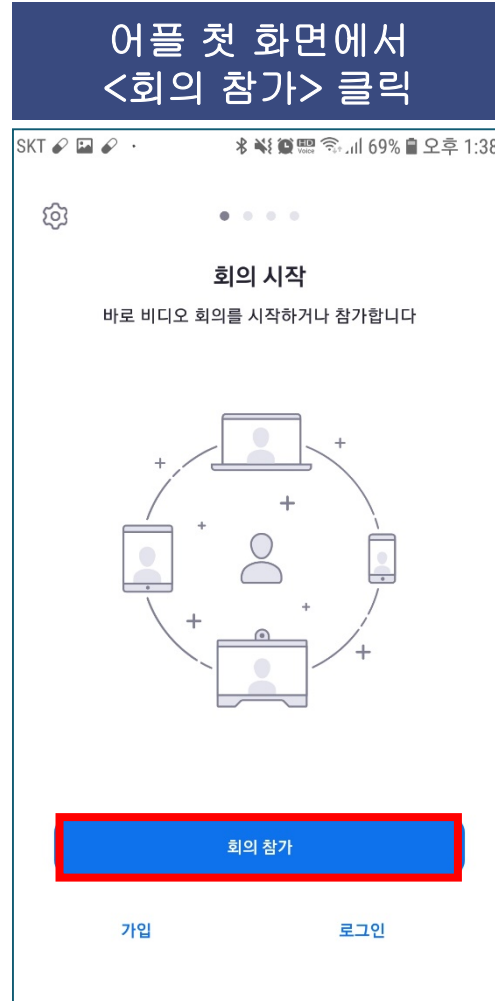 어플 첫 화면에서
<회의 참가> 클릭
SKT 69% 오후 1:38
회의 시작
바로 비디오 회의를 시작하거나 참가합니다
회의 참가
가입 로그인